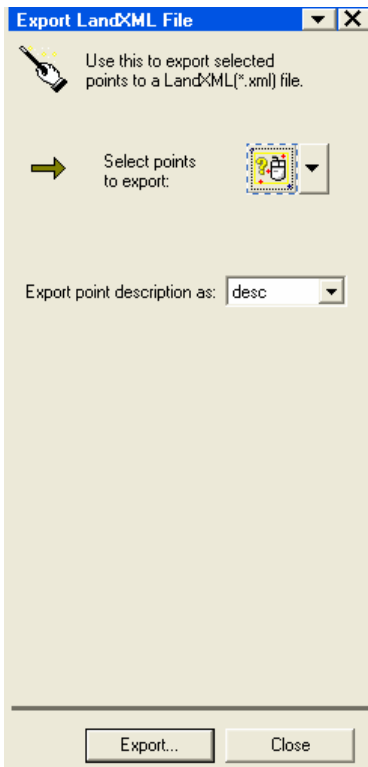 Export LandXML File
Use this to export selected
points to a LandXML(*.xml) file.
Select points
to export:
Export point description as: desc
Export... Close